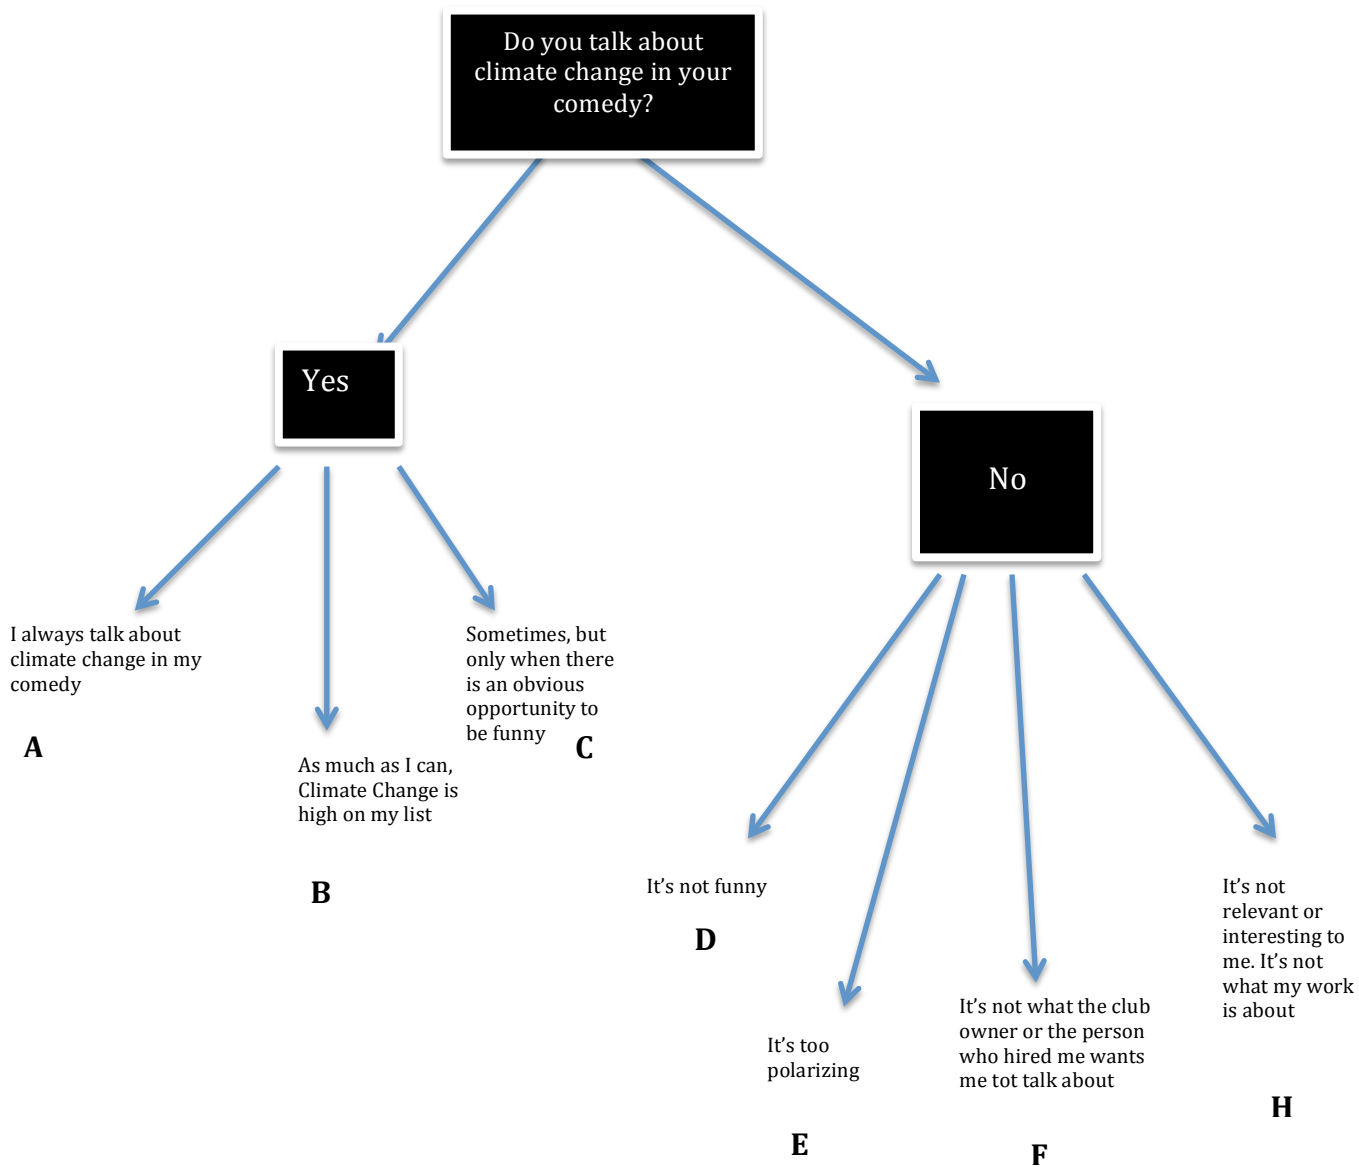 Do you talk about
climate change in your
comedy?
Yes
No
I always talk about
climate change in my
comedy
A
As much as I can,
Climate Change is
high on my list
B
Sometimes, but
only when there
is an obvious
opportunity to
be funny
C
It’s not funny
D
It’s too
polarizing
E
It’s not what the club
owner or the person
who hired me wants
me tot talk about
F
It’s not
relevant or
interesting to
me. It’s not
what my work
is about
H